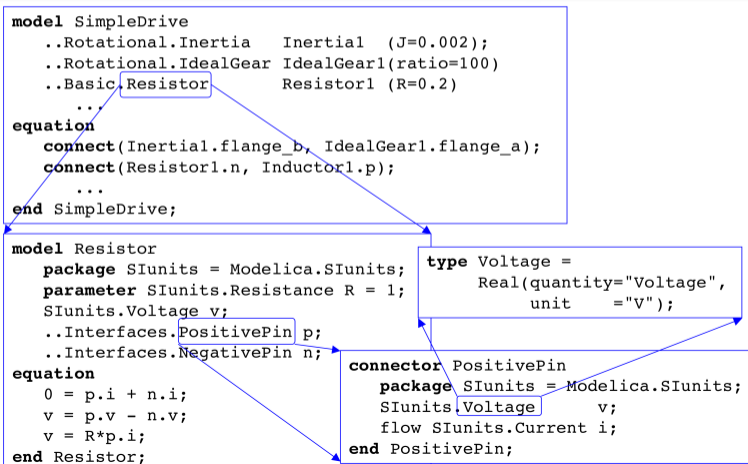 model SimpleDrive
..Rotational.Inertia Inertia1 (J=0.002);
..Rotational.IdealGear IdealGear1(ratio=100)
..Basic.Resistor Resistor1 (R=0.2)
...
equation
connect(Inertia1.flange_b, IdealGear1.flange_a);
connect(Resistor1.n, Inductor1.p);
...
end SimpleDrive;
model Resistor
package SIunits = Modelica.SIunits;
parameter SIunits.Resistance R = 1;
SIunits.Voltage v;
..Interfaces.PositivePin p;
..Interfaces.NegativePin n;
equation
0 = p.i + n.i;
v = p.v - n.v;
v = R*p.i;
end Resistor;
type Voltage =
Real(quantity="Voltage",
unit ="V");
connector PositivePin
package SIunits = Modelica.SIunits;
SIunits.Voltage v;
flow SIunits.Current i;
end PositivePin;